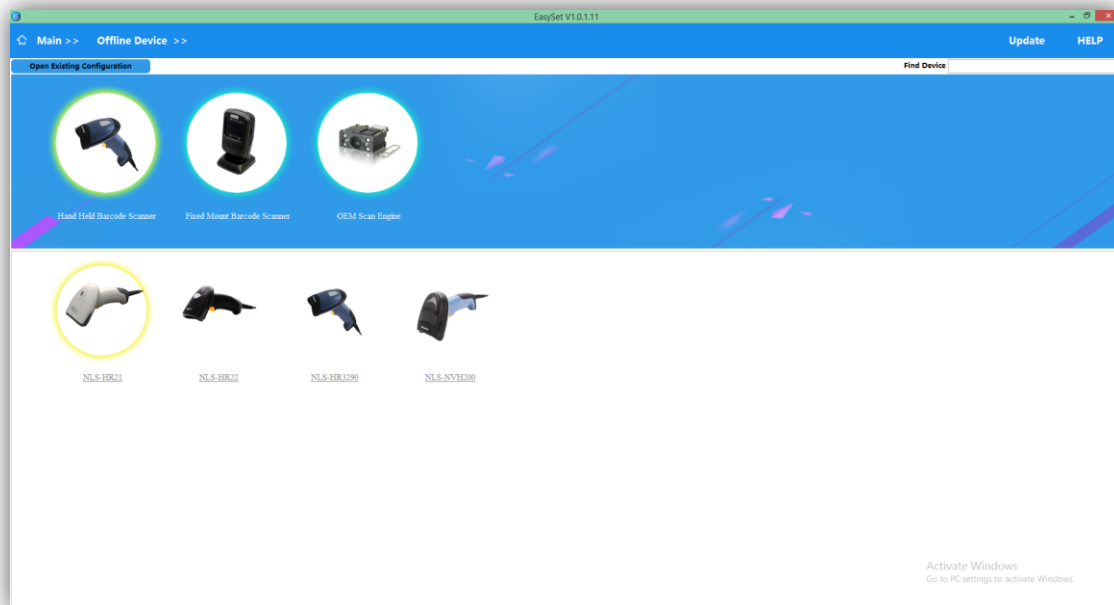 EasySet V1.0.1.11
Main >> Offline Device >> Update HELP
Open Existing Configuration Find Device
Hand Held Barcode Scanner Fixed Mount Barcode Scanner OEM Scan Engine
NLS-HR21 NLS-HR22 NLS-HR3290 NLS-NVH200
Activate Windows
Go to PC settings to activate Windows.